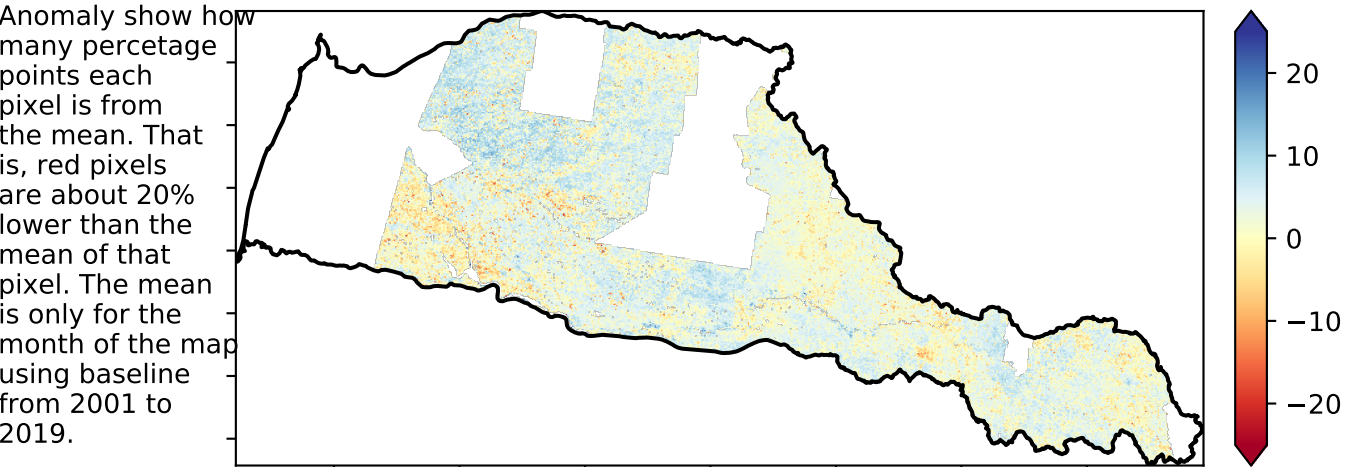 Anomaly show how
many percetage
points each
pixel is from
the mean. That
is, red pixels
are about 20%
lower than the
mean of that
pixel. The mean
is only for the
month of the map
using baseline
from 2001 to
2019.
20
10
0
−10
−20